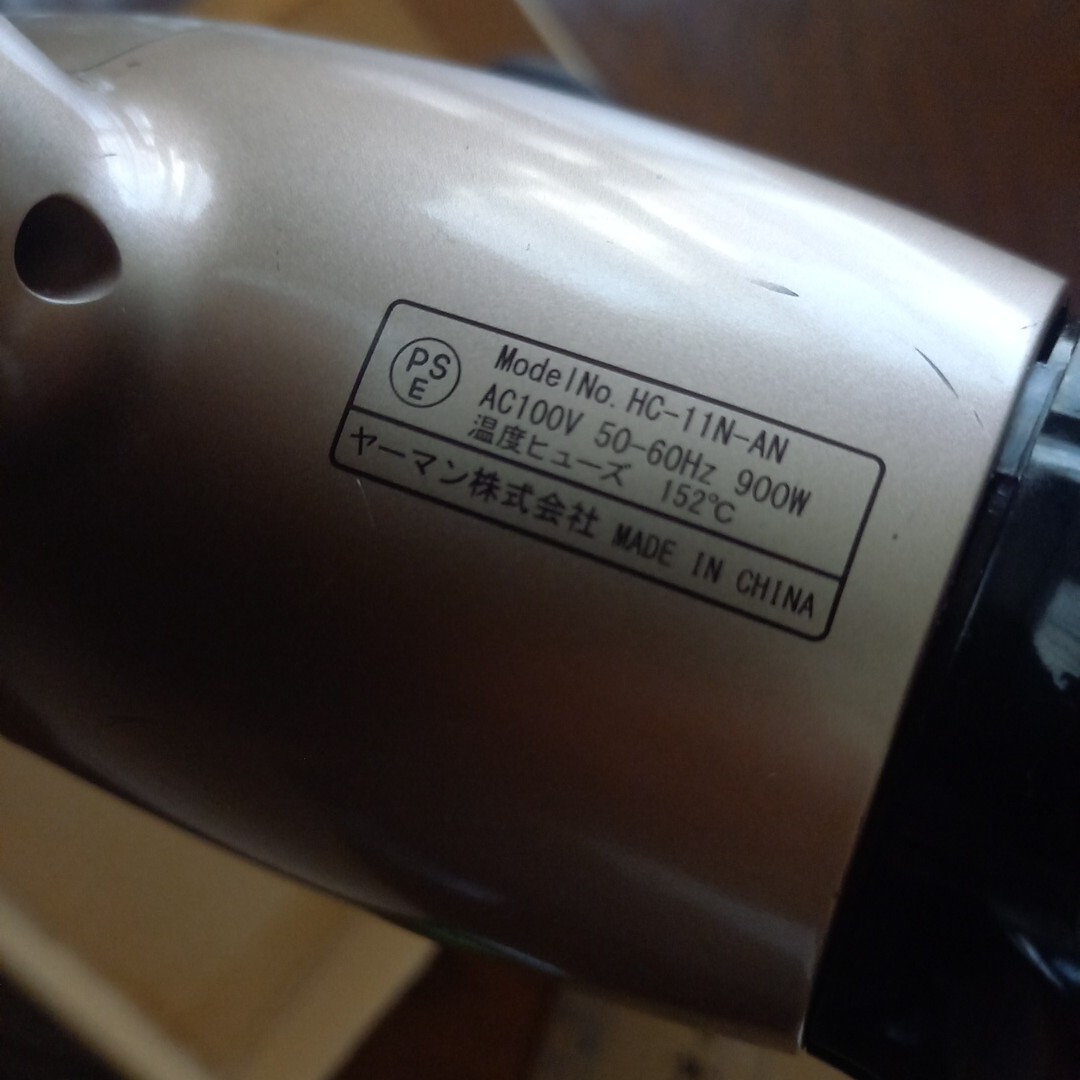 PSE
ModelNo. HC-11N-AN
AC100V 50-60Hz 900W
温度ヒューズ 152℃
ヤーマン株式会社 MADE IN CHINA